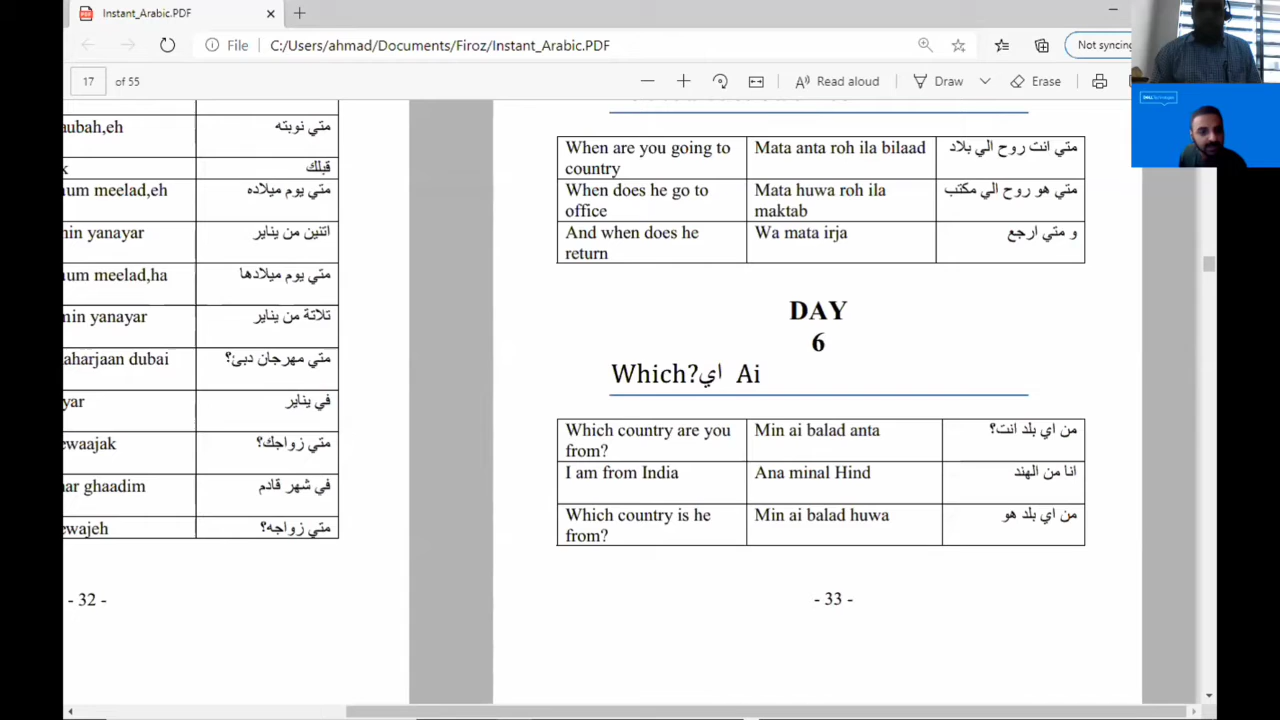 Instant_Arabic.PDF
File C:/Users/ahmad/Documents/Firoz/Instant_Arabic.PDF
Not syncing
17 of 55
Read aloud
Draw
Erase
aubah,eh متي نوبته
k قبلك
um meelad,eh متي يوم ميلاده
nin yanayar اتنين من يناير
um meelad,ha متي يوم ميلادها
min yanayar تلاتة من يناير
aharjaan dubai متي مهرجان دبئ؟
yar في يناير
ewaajak متي زواجك؟
ar ghaadim في شهر قادم
ewajeh متي زواجه؟
- 32 -
When are you going to country Mata anta roh ila bilaad متي انت روح الي بلاد
When does he go to office Mata huwa roh ila maktab متي هو روح الي مكتب
And when does he return Wa mata irja و متي ارجع
DAY
6
Which?اي Ai
Which country are you from? Min ai balad anta من اي بلد انت؟
I am from India Ana minal Hind انا من الهند
Which country is he from? Min ai balad huwa من اي بلد هو
- 33 -